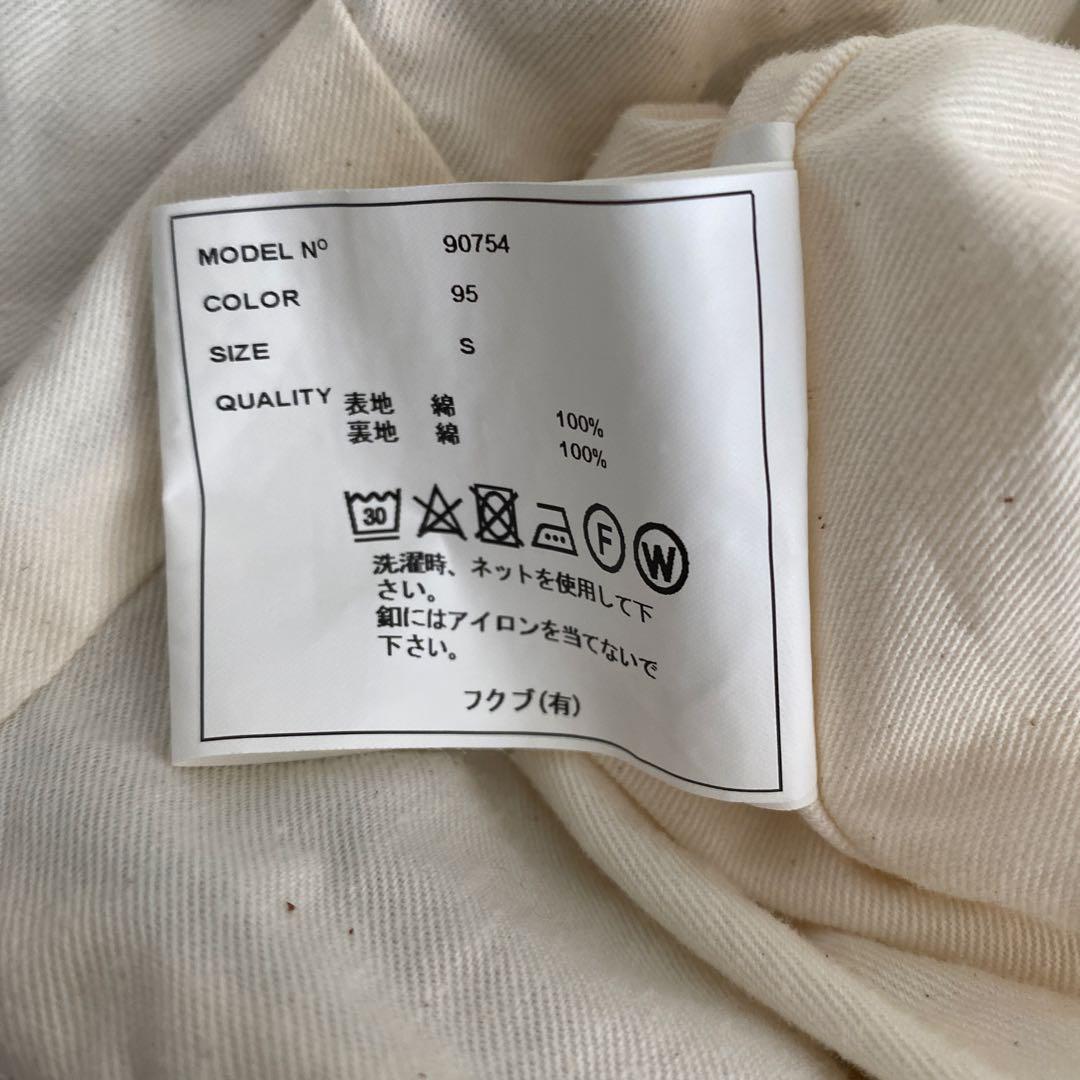 MODEL Nº 90754
COLOR 95
SIZE S
QUALITY 表地 綿 100%
裏地 綿 100%
30 F W
洗濯時、ネットを使用して下
さい。
釦にはアイロンを当てないで
下さい。
フクブ(有)